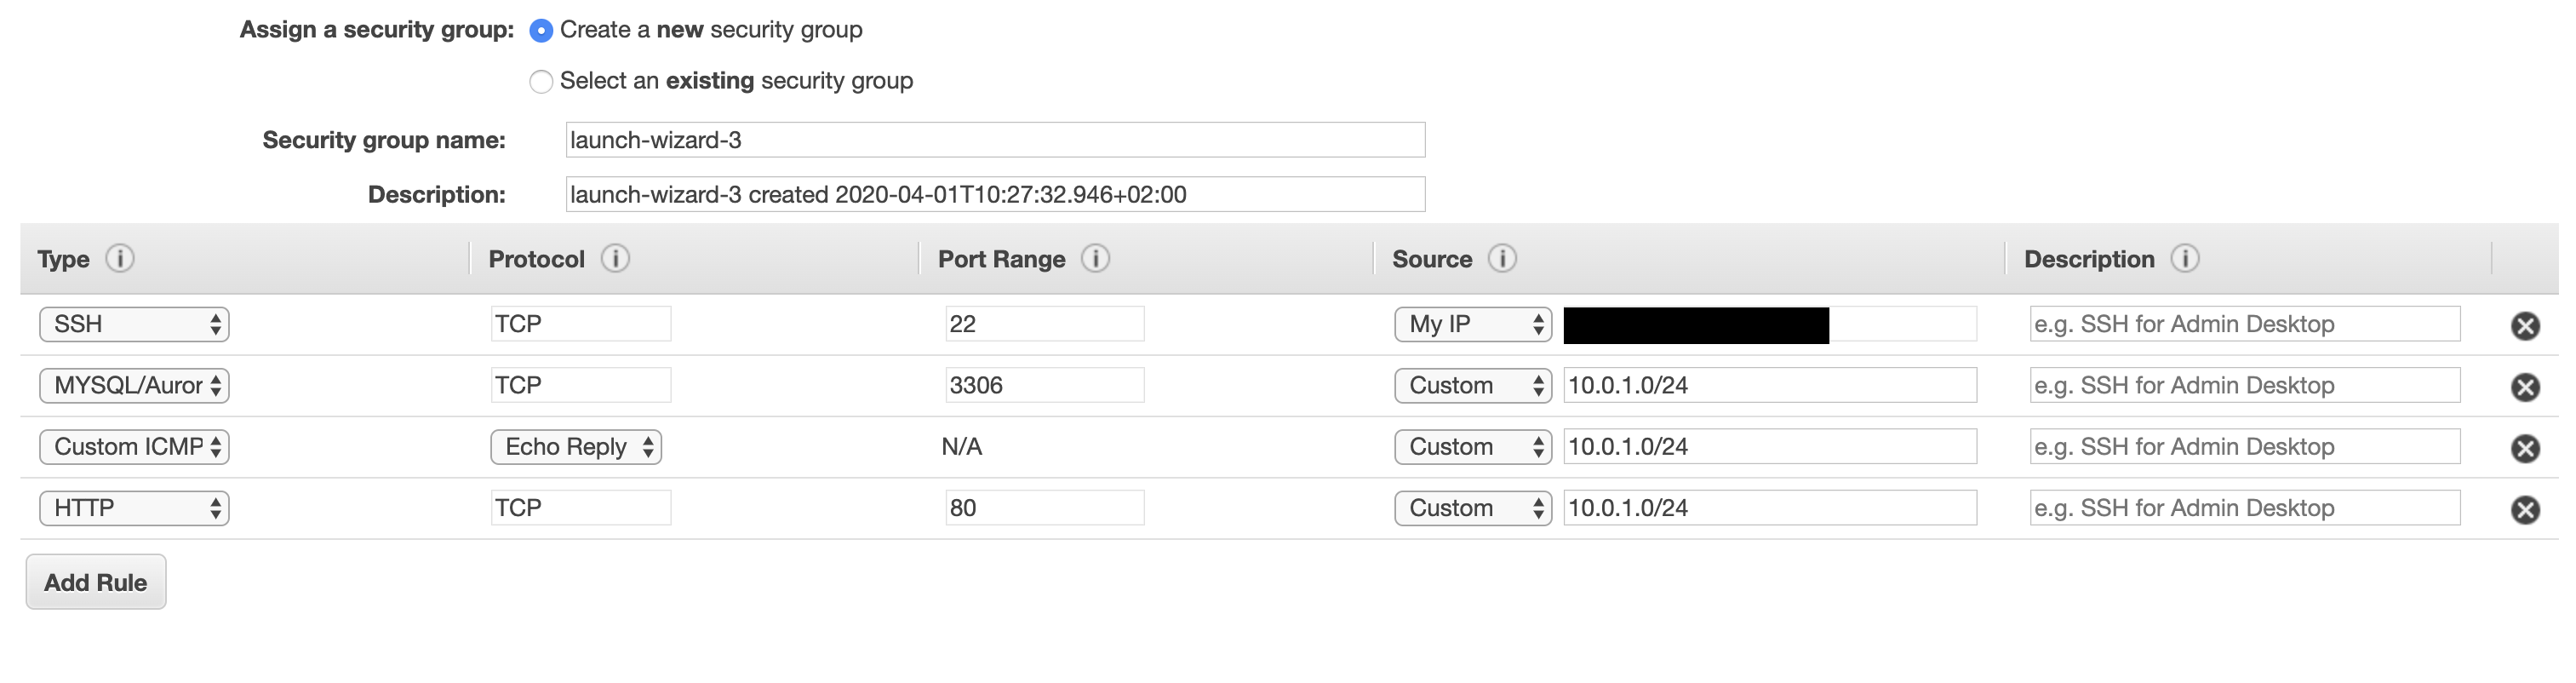 Assign a security group: Create a new security group
Select an existing security group
Security group name: launch-wizard-3
Description: launch-wizard-3 created 2020-04-01T10:27:32.946+02:00
Type i Protocol i Port Range i Source i Description i
SSH TCP 22 My IP e.g. SSH for Admin Desktop
MYSQL/Auror TCP 3306 Custom 10.0.1.0/24 e.g. SSH for Admin Desktop
Custom ICMP Echo Reply N/A Custom 10.0.1.0/24 e.g. SSH for Admin Desktop
HTTP TCP 80 Custom 10.0.1.0/24 e.g. SSH for Admin Desktop
Add Rule